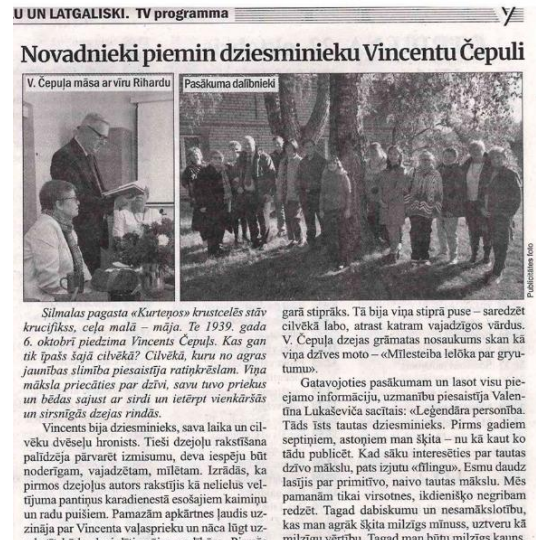 U UN LATGALISKI. TV programma
Novadnieki piemin dziesminieku Vincentu Čepuli
V. Čepuļa māsa ar vīru Rihardu
Pasākuma dalībnieki
Publicitātes foto
Silmalas pagasta «Kurteņos» krustcelēs stāv
krucifikss, ceļa malā – māja. Te 1939. gada
6. oktobrī piedzima Vincents Čepuļs. Kas gan
tik īpašs šajā cilvēkā? Cilvēkā, kuru no agras
jaunības slimība piesaistīja ratiņkrēslam. Viņa
māksla priecāties par dzīvi, savu tuvo priekus
un bēdas sajust ar sirdi un ietērpt vienkāršās
un sirsnīgās dzejas rindās.
Vincents bija dziesminieks, sava laika un cil-
vēku dvēseļu hronists. Tieši dzejoļu rakstīšana
palīdzēja pārvarēt izmisumu, deva iespēju būt
noderīgam, vajadzētam, mīlētam. Izrādās, ka
pirmos dzejoļus autors rakstījis kā nelielus vel-
tījuma pantiņus karadienestā esošajiem kaimiņu
un radu puišiem. Pamazām apkārtnes ļaudis uz-
zināja par Vincenta vaļasprieku un nāca lūgt uz-
garā stiprāks. Tā bija viņa stiprā puse – saredzēt
cilvēkā labo, atrast katram vajadzīgos vārdus.
V. Čepuļa dzejas grāmatas nosaukums skan kā
viņa dzīves moto – «Mīlesteiba lelōka par gryu-
tumu».
Gatavojoties pasākumam un lasot visu pie-
ejamo informāciju, uzmanību piesaistīja Valen-
tīna Lukaševiča sacītais: «Leģendāra personība.
Tāds īsts tautas dziesminieks. Pirms gadiem
septiņiem, astoņiem man šķita – nu kā kaut ko
tādu publicēt. Kad sāku interesēties par tautas
dzīvo mākslu, pats izjutu «fīlingu». Esmu daudz
lasījis par primitīvo, naivo tautas mākslu. Mēs
pamanām tikai virsotnes, ikdienišķo negribam
redzēt. Tagad dabiskumu un nesamākslotību,
kas man agrāk šķita milzīgs mīnuss, uztveru kā
milzīgu vērtību. Tagad man būtu milzīgs kauns,